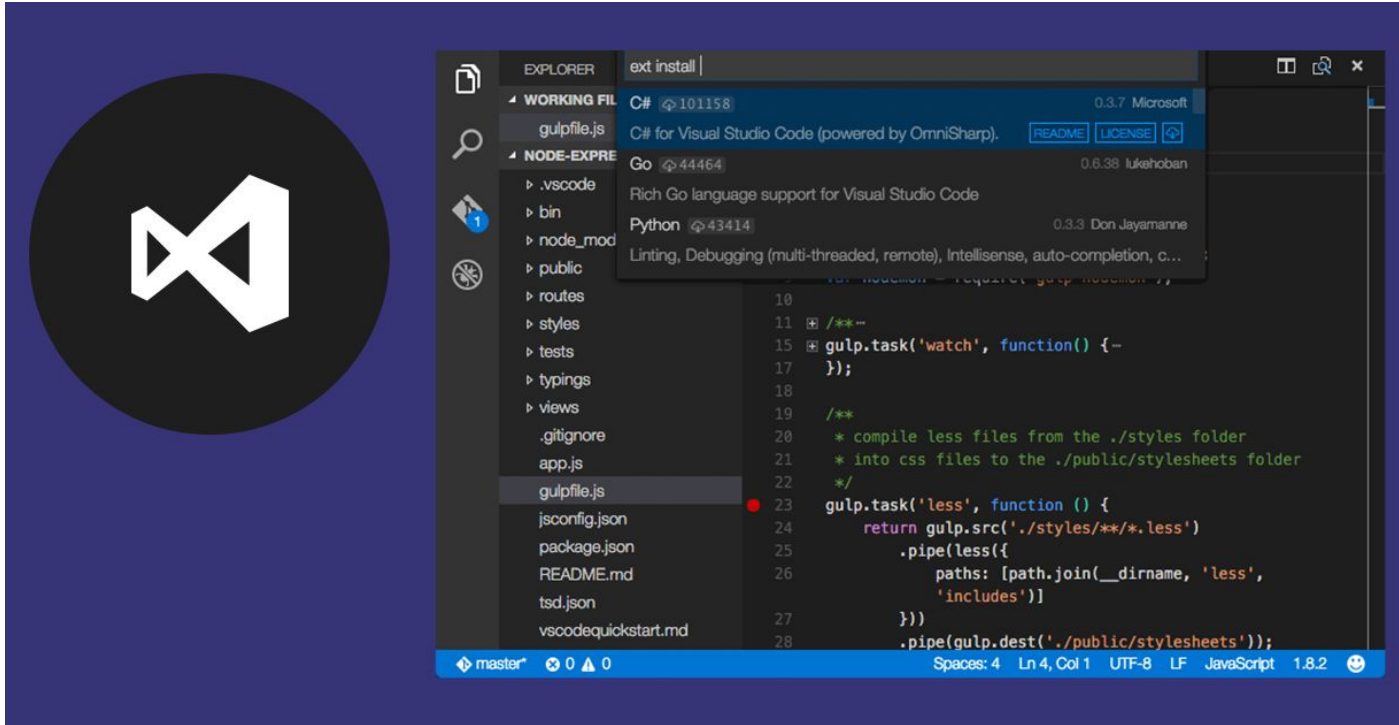 EXPLORER
WORKING FIL
gulpfile.js
NODE-EXPRE
.vscode
bin
node_mod
public
routes
styles
tests
typings
views
.gitignore
app.js
gulpfile.js
jsconfig.json
package.json
README.md
tsd.json
vscodequickstart.md
1
ext install
C# 101158 0.3.7 Microsoft
C# for Visual Studio Code (powered by OmniSharp). README LICENSE
Go 44464 0.6.38 lukehoban
Rich Go language support for Visual Studio Code
Python 43414 0.3.3 Don Jayamanne
Linting, Debugging (multi-threaded, remote), Intellisense, auto-completion, c...
10
11 /**⋯
15 gulp.task('watch', function() {⋯
17 });
18
19 /**
20 * compile less files from the ./styles folder
21 * into css files to the ./public/stylesheets folder
22 */
23 gulp.task('less', function () {
24 return gulp.src('./styles/**/*.less')
25 .pipe(less({
26 paths: [path.join(__dirname, 'less',
'includes')]
27 }))
28 .pipe(gulp.dest('./public/stylesheets'));
master* 0 0 Spaces: 4 Ln 4, Col 1 UTF-8 LF JavaScript 1.8.2